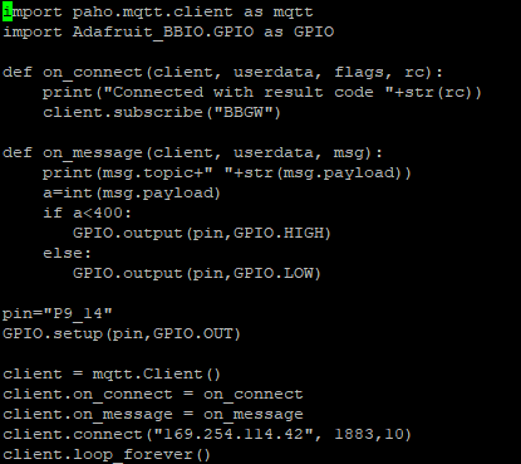 import paho.mqtt.client as mqtt
import Adafruit_BBIO.GPIO as GPIO

def on_connect(client, userdata, flags, rc):
    print("Connected with result code "+str(rc))
    client.subscribe("BBGW")

def on_message(client, userdata, msg):
    print(msg.topic+" "+str(msg.payload))
    a=int(msg.payload)
    if a<400:
       GPIO.output(pin,GPIO.HIGH)
    else:
       GPIO.output(pin,GPIO.LOW)

pin="P9_14"
GPIO.setup(pin,GPIO.OUT)

client = mqtt.Client()
client.on_connect = on_connect
client.on_message = on_message
client.connect("169.254.114.42", 1883,10)
client.loop_forever()